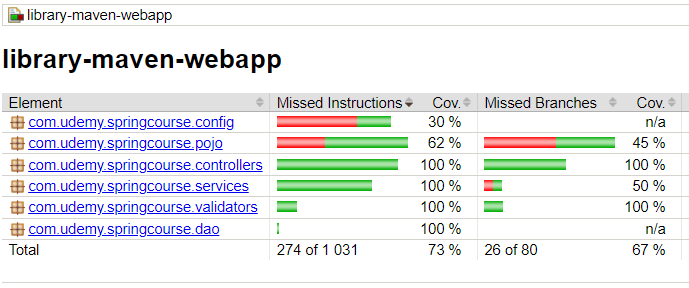 library-maven-webapp
library-maven-webapp
Element Missed Instructions Cov. Missed Branches Cov.
com.udemy.springcourse.config 30 % n/a
com.udemy.springcourse.pojo 62 % 45 %
com.udemy.springcourse.controllers 100 % 100 %
com.udemy.springcourse.services 100 % 50 %
com.udemy.springcourse.validators 100 % 100 %
com.udemy.springcourse.dao 100 % n/a
Total 274 of 1 031 73 % 26 of 80 67 %